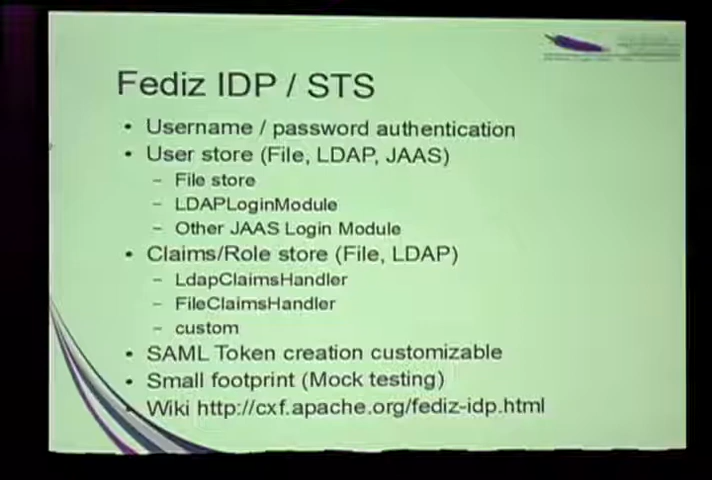 Fediz IDP / STS
• Username / password authentication
• User store (File, LDAP, JAAS)
– File store
– LDAPLoginModule
– Other JAAS Login Module
• Claims/Role store (File, LDAP)
– LdapClaimsHandler
– FileClaimsHandler
– custom
• SAML Token creation customizable
• Small footprint (Mock testing)
• Wiki http://cxf.apache.org/fediz-idp.html